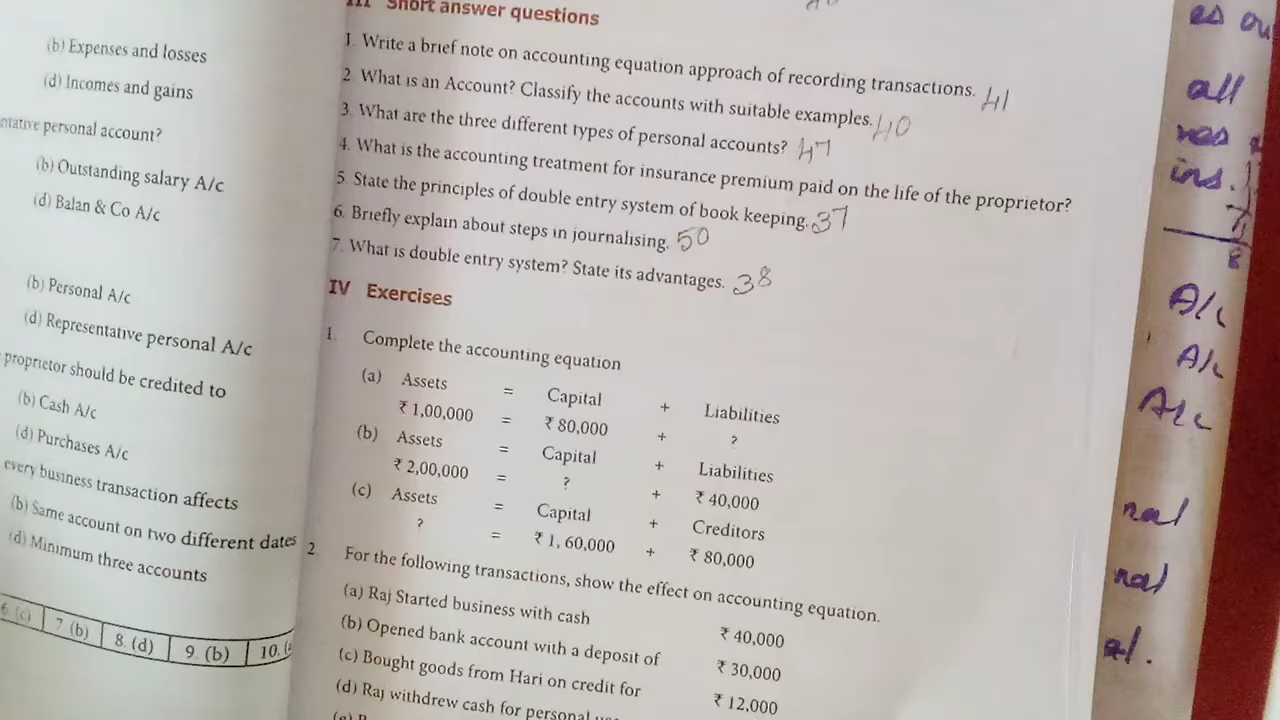 (b) Expenses and losses
(d) Incomes and gains
personal account?
(b) Outstanding salary A/c
(d) Balan & Co A/c
(b) Personal A/c
(d) Representative personal A/c
proprietor should be credited to
(b) Cash A/c
(d) Purchases A/c
every business transaction affects
(b) Same account on two different dates
(d) Minimum three accounts
6. (c) 7. (b) 8. (d) 9. (b) 10.
III Short answer questions
1. Write a brief note on accounting equation approach of recording transactions. 41
2 What is an Account? Classify the accounts with suitable examples. 40
3. What are the three different types of personal accounts? 47
4. What is the accounting treatment for insurance premium paid on the life of the proprietor?
5. State the principles of double entry system of book keeping. 37
6. Briefly explain about steps in journalising. 50
7. What is double entry system? State its advantages. 38
IV Exercises
1. Complete the accounting equation
(a) Assets = Capital + Liabilities
₹ 1,00,000 = ₹ 80,000 + ?
(b) Assets = Capital + Liabilities
₹ 2,00,000 = ? + ₹ 40,000
(c) Assets = Capital + Creditors
? = ₹ 1, 60,000 + ₹ 80,000
2. For the following transactions, show the effect on accounting equation.
(a) Raj Started business with cash ₹ 40,000
(b) Opened bank account with a deposit of ₹ 30,000
(c) Bought goods from Hari on credit for ₹ 12,000
(d) Raj withdrew cash for personal
all
ins.
A/c
A/c
A/c
nal
nal
al.